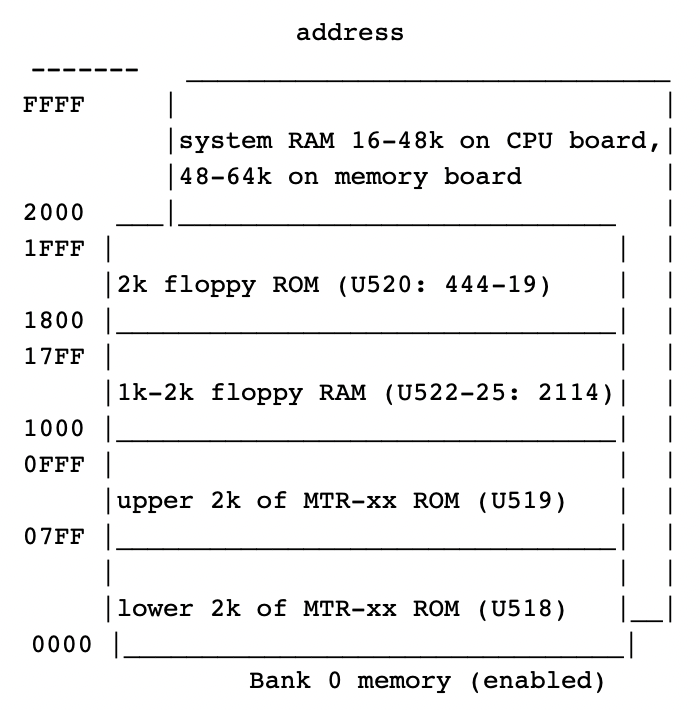 address
-------
FFFF
system RAM 16-48k on CPU board,
48-64k on memory board
2000
1FFF
2k floppy ROM (U520: 444-19)
1800
17FF
1k-2k floppy RAM (U522-25: 2114)
1000
0FFF
upper 2k of MTR-xx ROM (U519)
07FF
lower 2k of MTR-xx ROM (U518)
0000
Bank 0 memory (enabled)